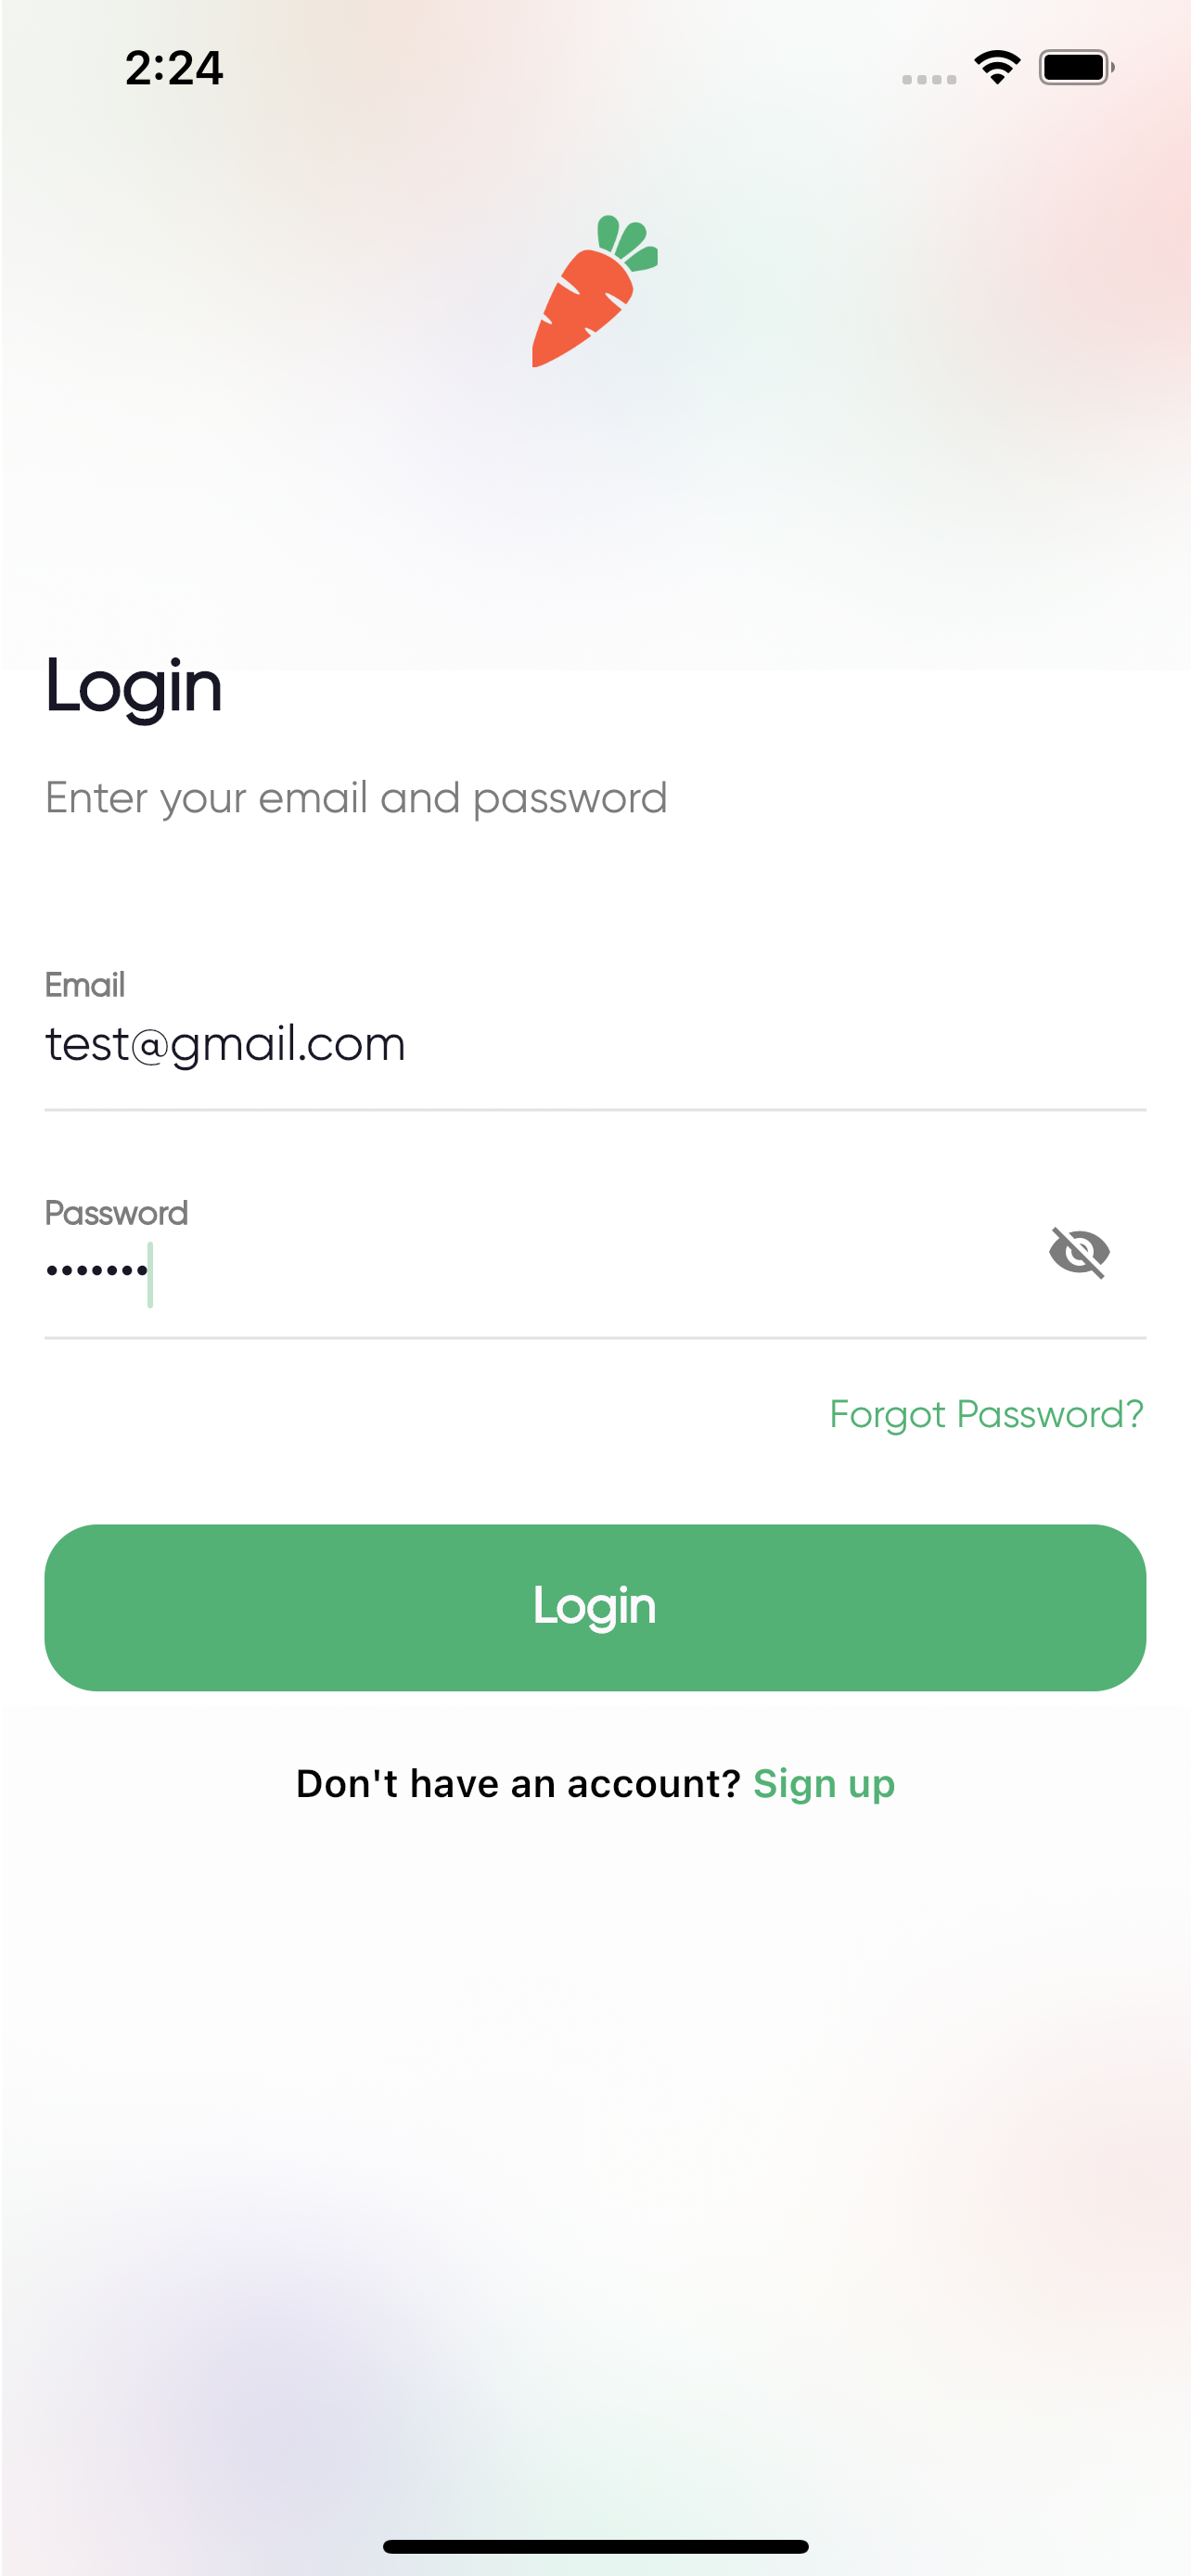 2:24
Login
Enter your email and password
Email
test@gmail.com
Password
•••••••
Forgot Password?
Login
Don't have an account? Sign up